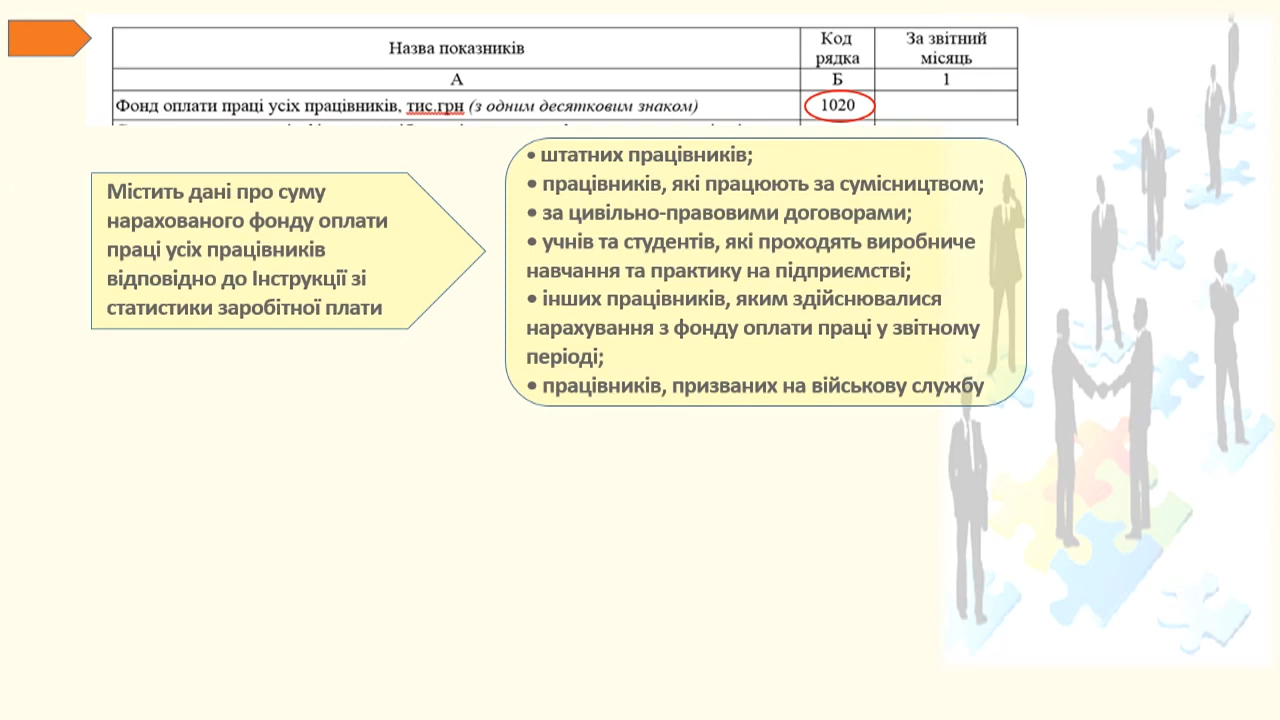 Назва показників
Код
рядка
За звітний
місяць
А
Б
1
Фонд оплати праці усіх працівників, тис.грн (з одним десятковим знаком)
1020
Містить дані про суму
нарахованого фонду оплати
праці усіх працівників
відповідно до Інструкції зі
статистики заробітної плати
• штатних працівників;
• працівників, які працюють за сумісництвом;
• за цивільно-правовими договорами;
• учнів та студентів, які проходять виробниче
навчання та практику на підприємстві;
• інших працівників, яким здійснювалися
нарахування з фонду оплати праці у звітному
періоді;
• працівників, призваних на військову службу